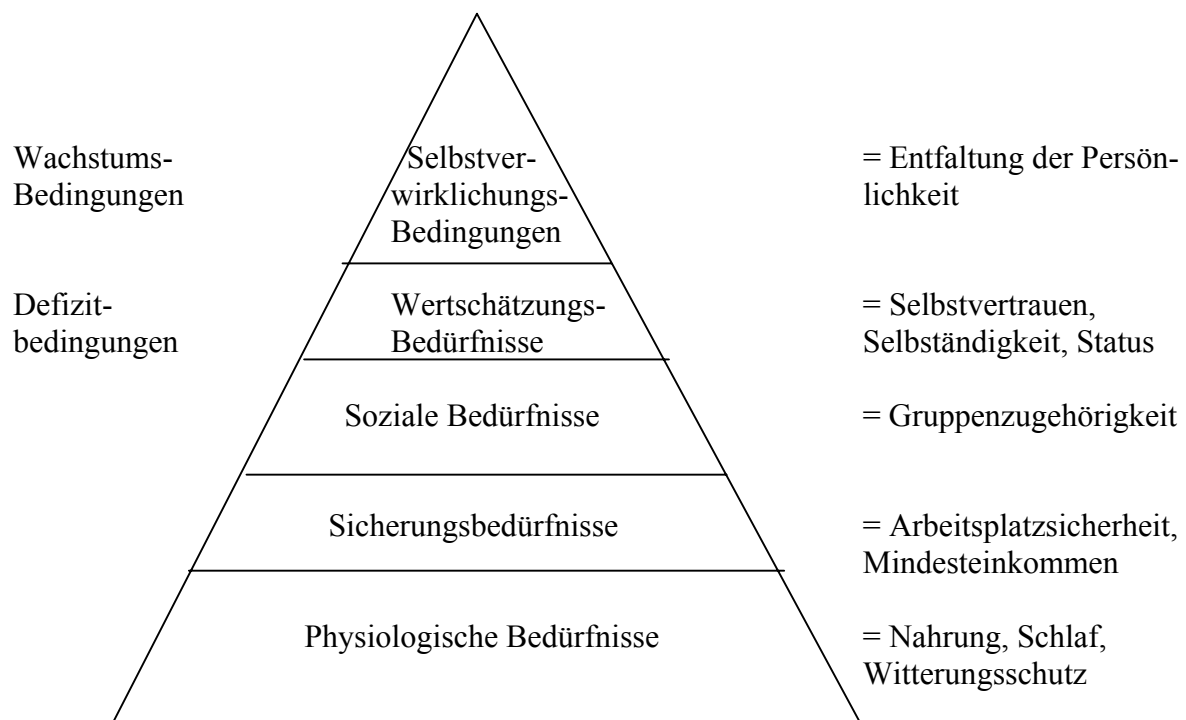 Wachstums-
Bedingungen
Selbstver-
wirklichungs-
Bedingungen
= Entfaltung der Persön-
lichkeit
Defizit-
bedingungen
Wertschätzungs-
Bedürfnisse
= Selbstvertrauen,
Selbständigkeit, Status
Soziale Bedürfnisse
= Gruppenzugehörigkeit
Sicherungsbedürfnisse
= Arbeitsplatzsicherheit,
Mindesteinkommen
Physiologische Bedürfnisse
= Nahrung, Schlaf,
Witterungsschutz